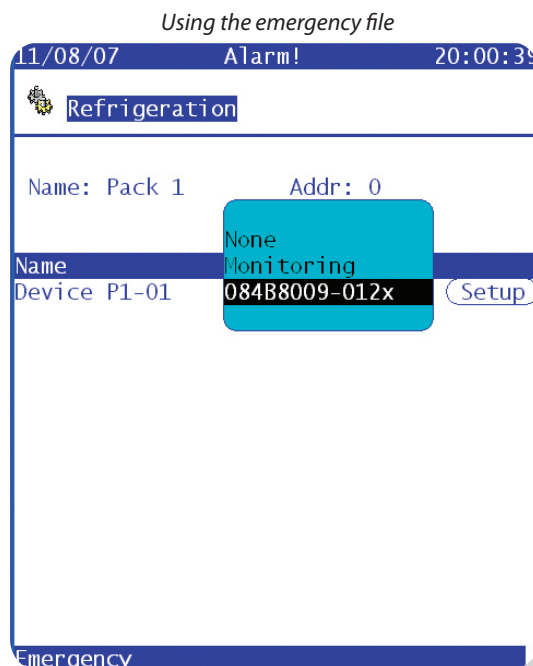 Using the emergency file
11/08/07 Alarm! 20:00:39
Refrigeration
Name: Pack 1 Addr: 0
None
Name Monitoring
Device P1-01 084B8009-012x Setup
Emergency